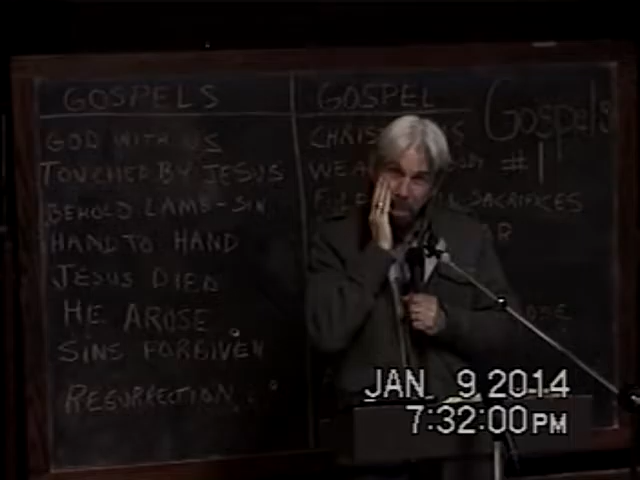 GOSPELS
GOD WITH US
TOUCHED BY JESUS
BEHOLD LAMB - SIN
HAND TO HAND
JESUS DIED
HE AROSE
SINS FORGIVEN
RESURRECTION
GOSPEL
Gospels
#1
SACRIFICES
JAN. 9 2014
7:32:00PM